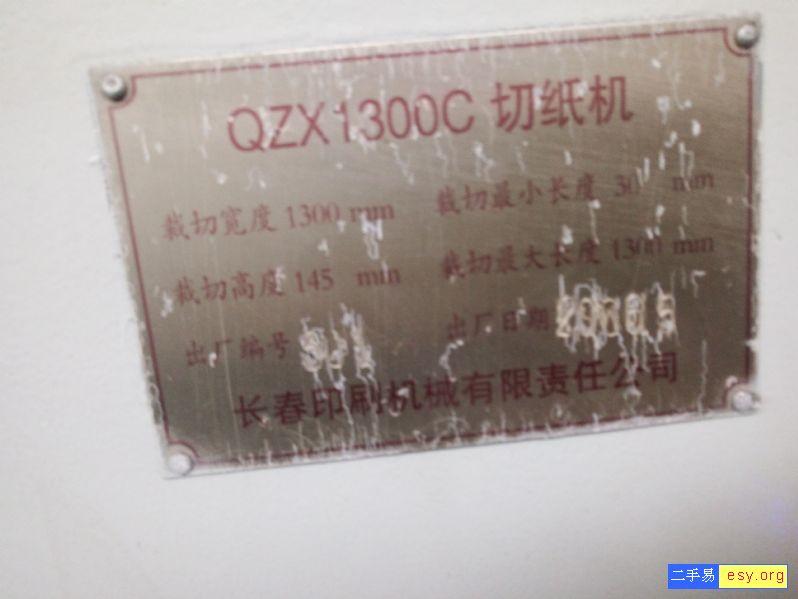 QZX1300C 切纸机
裁切宽度 1300 mm 裁切最小长度 30 mm
裁切高度 145 mm 裁切最大长度 1300 mm
出厂编号 出厂日期
长春印刷机械有限责任公司
二手易 esy.org